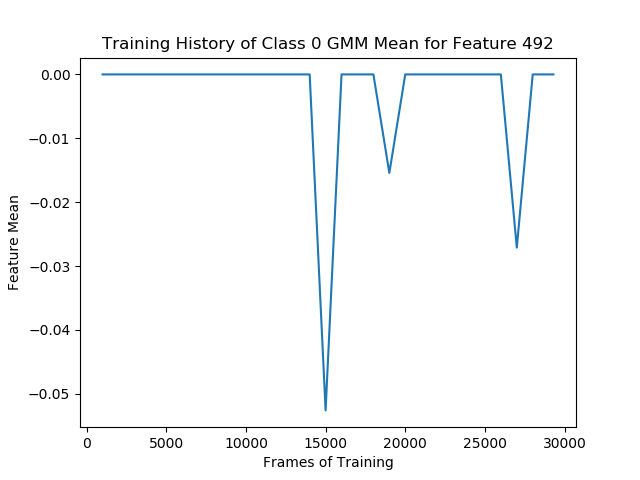 Training History of Class 0 GMM Mean for Feature 492
0.00
−0.01
−0.02
−0.03
−0.04
−0.05
Feature Mean
0 5000 10000 15000 20000 25000 30000
Frames of Training